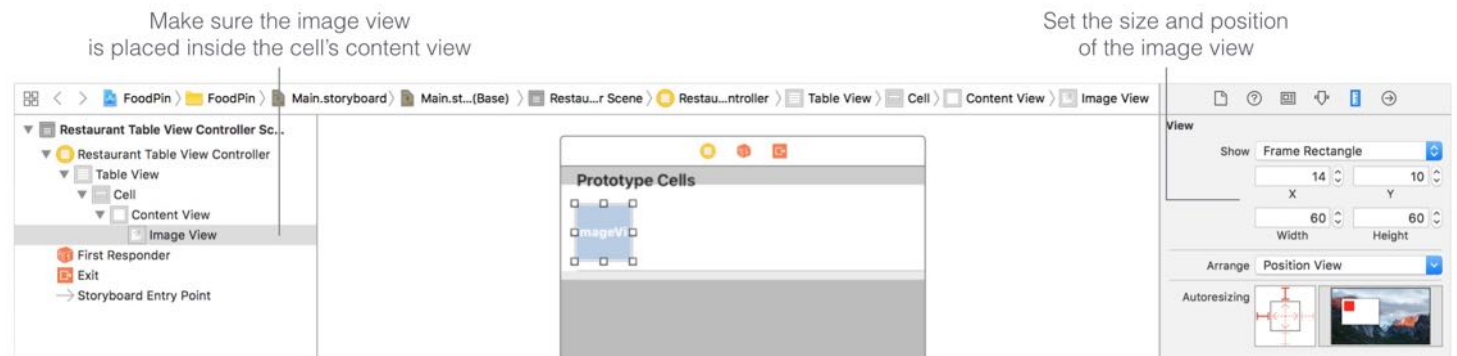 Make sure the image view
is placed inside the cell's content view
Set the size and position
of the image view
FoodPin FoodPin Main.storyboard Main.st...(Base) Restau...r Scene Restau...ntroller Table View Cell Content View Image View
Restaurant Table View Controller Sc...
Restaurant Table View Controller
Table View
Cell
Content View
Image View
First Responder
Exit
Storyboard Entry Point
Prototype Cells
mageVi
View
Show Frame Rectangle
14 10
X Y
60 60
Width Height
Arrange Position View
Autoresizing